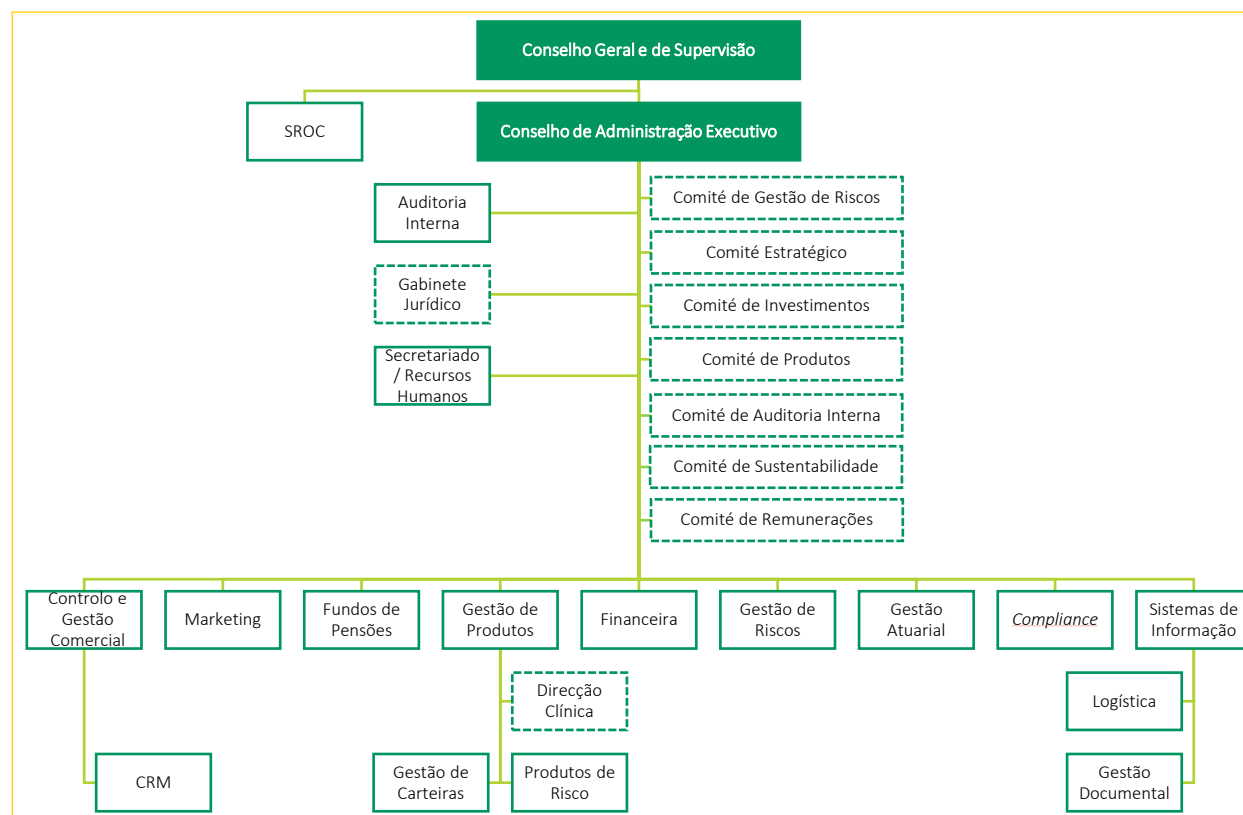 Conselho Geral e de Supervisão
SROC
Conselho de Administração Executivo
Auditoria
Interna
Comité de Gestão de Riscos
Comité Estratégico
Gabinete
Jurídico
Comité de Investimentos
Secretariado
/ Recursos
Humanos
Comité de Produtos
Comité de Auditoria Interna
Comité de Sustentabilidade
Comité de Remunerações
Controlo e
Gestão
Comercial
Marketing
Fundos de
Pensões
Gestão de
Produtos
Financeira
Gestão de
Riscos
Gestão
Atuarial
Compliance
Sistemas de
Informação
Direcção
Clínica
Logística
CRM
Gestão de
Carteiras
Produtos de
Risco
Gestão
Documental